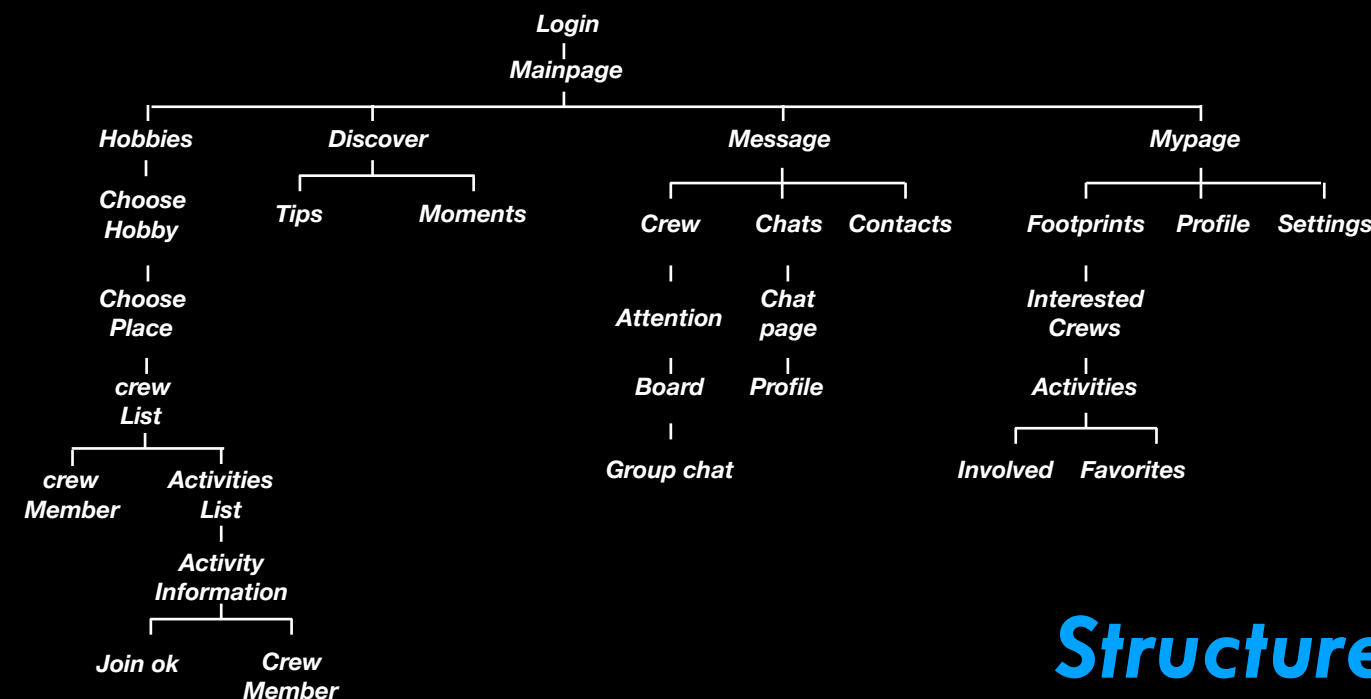 Login
Mainpage
Hobbies Discover Message Mypage
Choose
Hobby
Tips Moments Crew Chats Contacts Footprints Profile Settings
Choose
Place
Attention
Chat
page
Interested
Crews
crew
List
Board Profile Activities
crew
Member
Activities
List
Group chat Involved Favorites
Activity
Information
Join ok
Crew
Member
Structure